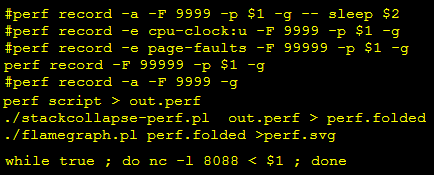 #perf record -a -F 9999 -p $1 -g -- sleep $2
#perf record -e cpu-clock:u -F 9999 -p $1 -g
#perf record -e page-faults -F 99999 -p $1 -g
perf record -F 99999 -p $1 -g
#perf record -a -F 9999 -g
perf script > out.perf
./stackcollapse-perf.pl  out.perf > perf.folded
./flamegraph.pl perf.folded >perf.svg
while true ; do nc -l 8088 < $1 ; done